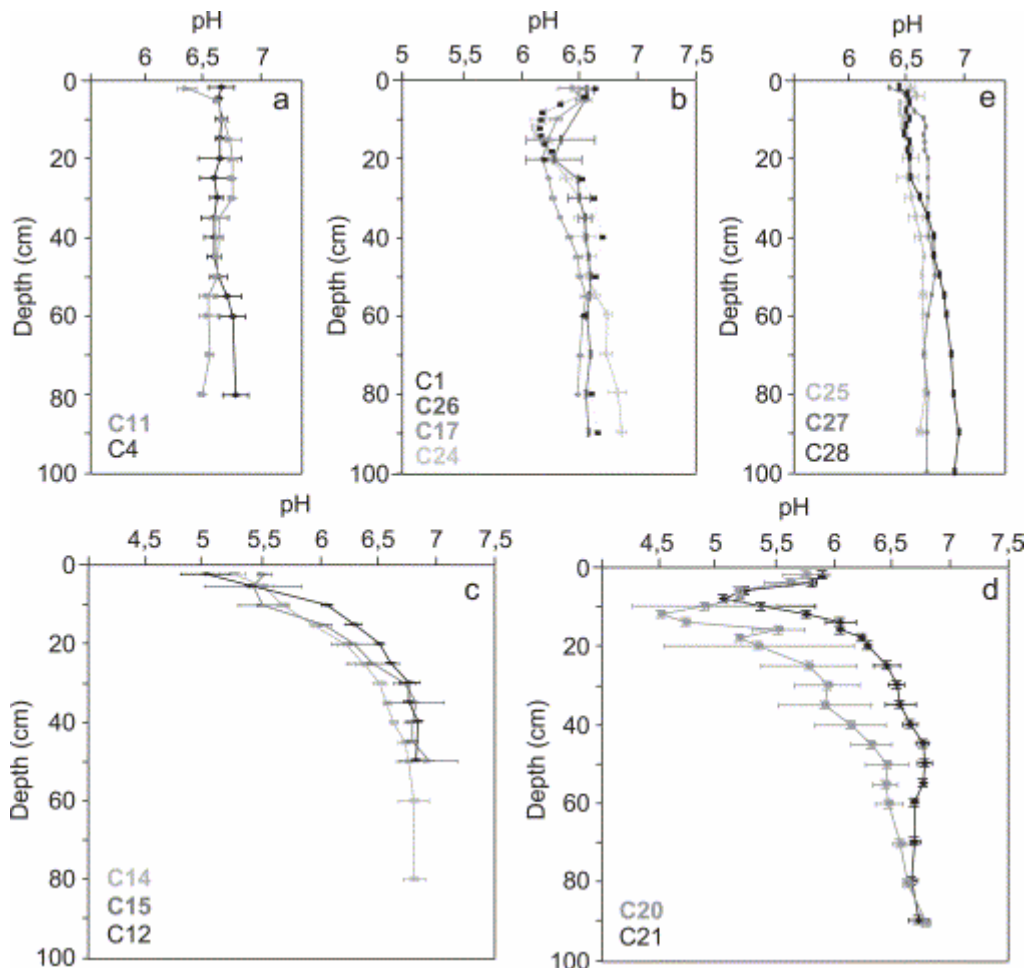 pH
6 6.5 7
0
20
40
60
80
100
Depth (cm)
a
C11
C4
pH
5 5,5 6 6.5 7 7,5
0
20
40
60
80
100
Depth (cm)
b
C1
C26
C17
C24
pH
6 6.5 7
0
20
40
60
80
100
Depth (cm)
e
C25
C27
C28
pH
4,5 5 5,5 6 6,5 7 7,5
0
20
40
60
80
100
Depth (cm)
c
C14
C15
C12
pH
4,5 5 5,5 6 6,5 7 7,5
0
20
40
60
80
100
Depth (cm)
d
C20
C21